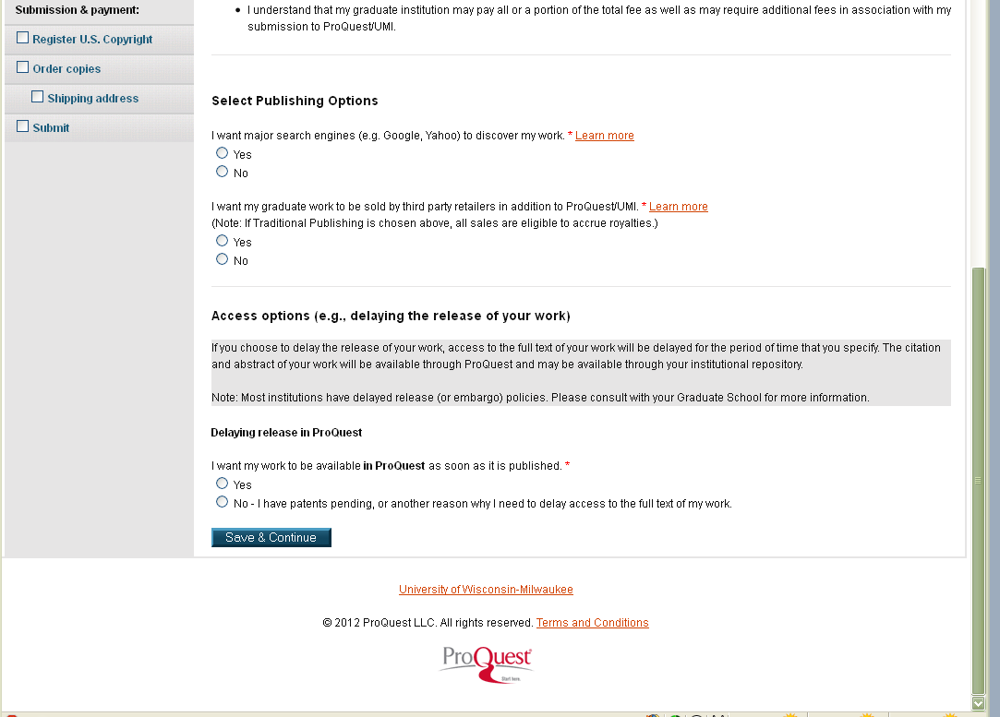 Submission & payment:
Register U.S. Copyright
Order copies
Shipping address
Submit
• I understand that my graduate institution may pay all or a portion of the total fee as well as may require additional fees in association with my
submission to ProQuest/UMI.
Select Publishing Options
I want major search engines (e.g. Google, Yahoo) to discover my work. * Learn more
Yes
No
I want my graduate work to be sold by third party retailers in addition to ProQuest/UMI. * Learn more
(Note: If Traditional Publishing is chosen above, all sales are eligible to accrue royalties.)
Yes
No
Access options (e.g., delaying the release of your work)
If you choose to delay the release of your work, access to the full text of your work will be delayed for the period of time that you specify. The citation
and abstract of your work will be available through ProQuest and may be available through your institutional repository.
Note: Most institutions have delayed release (or embargo) policies. Please consult with your Graduate School for more information.
Delaying release in ProQuest
I want my work to be available in ProQuest as soon as it is published. *
Yes
No - I have patents pending, or another reason why I need to delay access to the full text of my work.
Save & Continue
University of Wisconsin-Milwaukee
© 2012 ProQuest LLC. All rights reserved. Terms and Conditions
ProQuest
Start here